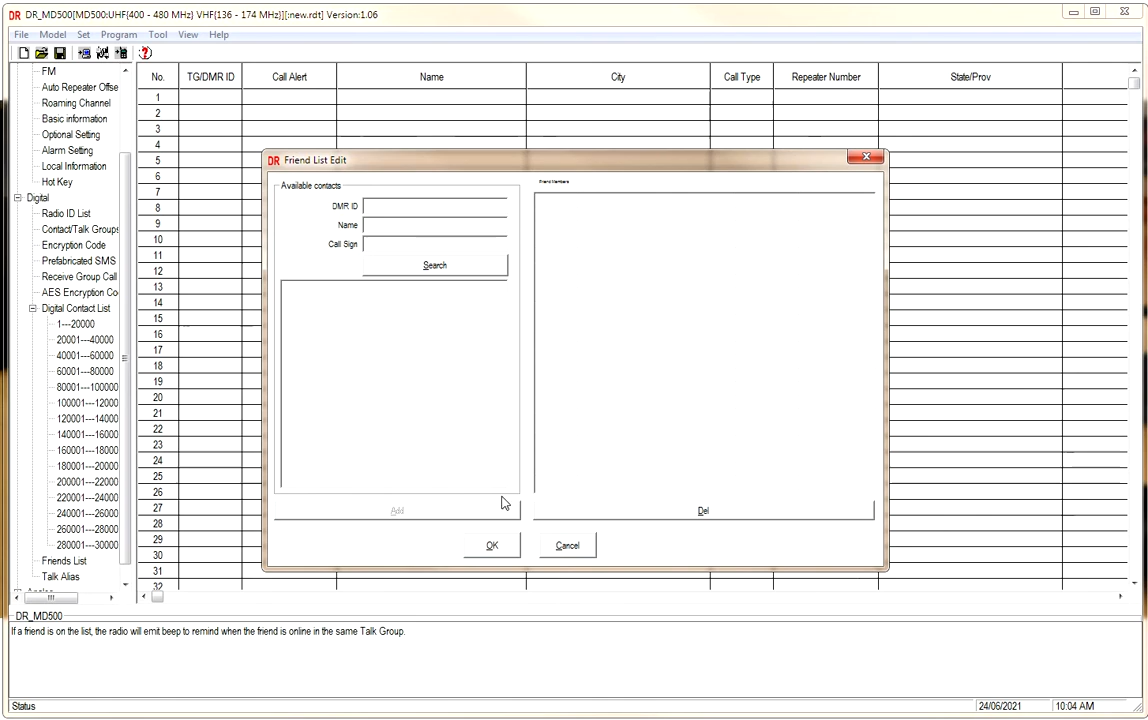 DR_MD500[MD500:UHF(400 - 480 MHz) VHF(136 - 174 MHz)][:new.rdt] Version:1.06
File Model Set Program Tool View Help
FM
Auto Repeater Offse
Roaming Channel
Basic information
Optional Setting
Alarm Setting
Local Information
Hot Key
Digital
Radio ID List
Contact/Talk Groups
Encryption Code
Prefabricated SMS
Receive Group Call
AES Encryption Co
Digital Contact List
1---20000
20001---40000
40001---60000
60001---80000
80001---100000
100001---12000
120001---14000
140001---16000
160001---18000
180001---20000
200001---22000
220001---24000
240001---26000
260001---28000
280001---30000
Friends List
Talk Alias
Analog
No. TG/DMR ID Call Alert Name City Call Type Repeater Number State/Prov
1
2
3
4
5
6
7
8
9
10
11
12
13
14
15
16
17
18
19
20
21
22
23
24
25
26
27
28
29
30
31
32
DR Friend List Edit
Available contacts
DMR ID
Name
Call Sign
Search
Add
Friend Members
Del
OK Cancel
DR_MD500
If a friend is on the list, the radio will emit beep to remind when the friend is online in the same Talk Group.
Status 24/06/2021 10:04 AM